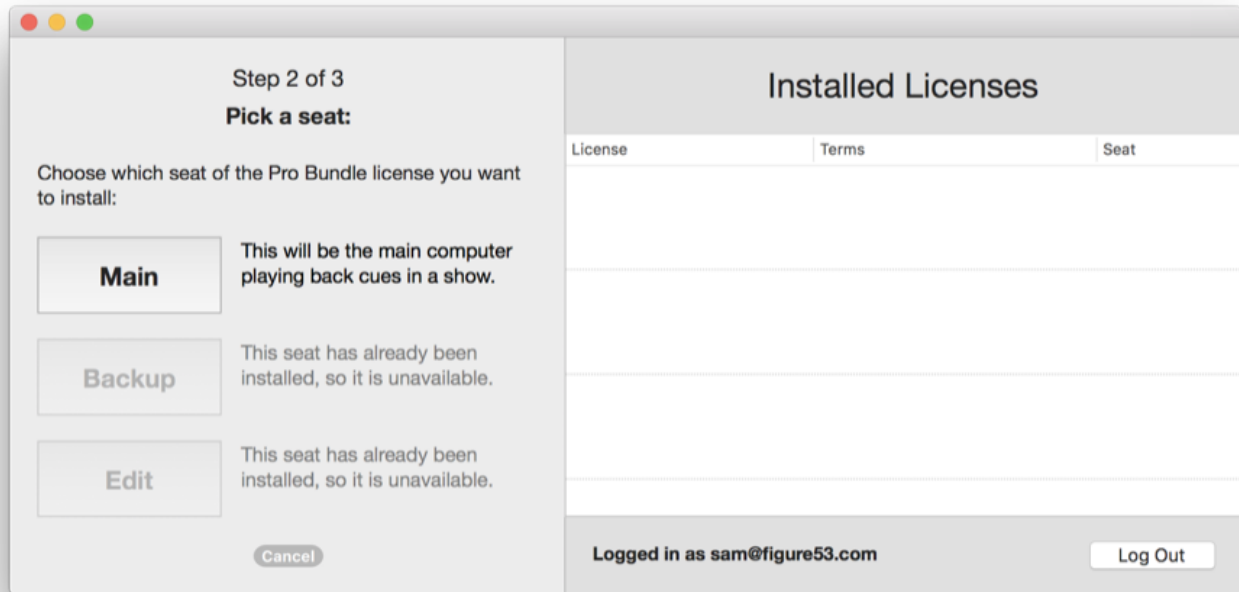 Step 2 of 3
Pick a seat:
Choose which seat of the Pro Bundle license you want
to install:
Main
This will be the main computer
playing back cues in a show.
Backup
This seat has already been
installed, so it is unavailable.
Edit
This seat has already been
installed, so it is unavailable.
Cancel
Installed Licenses
License Terms Seat
Logged in as sam@figure53.com
Log Out